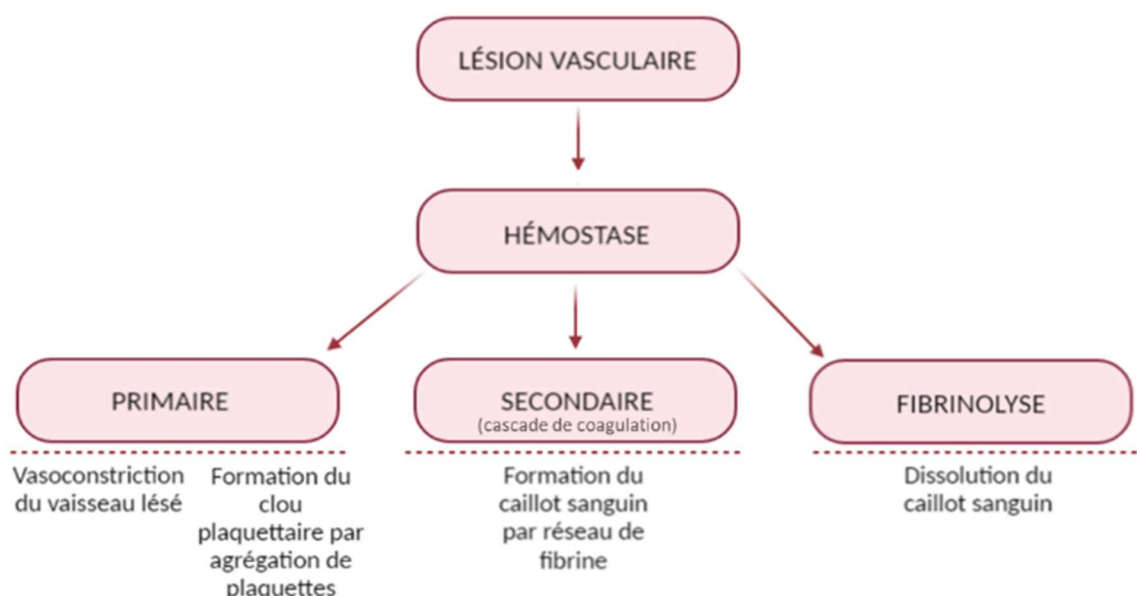 LÉSION VASCULAIRE
HÉMOSTASE
PRIMAIRE
SECONDAIRE
(cascade de coagulation)
FIBRINOLYSE
Vasoconstriction
du vaisseau lésé
Formation du
clou
plaquettaire par
agrégation de
plaquettes
Formation du
caillot sanguin
par réseau de
fibrine
Dissolution du
caillot sanguin